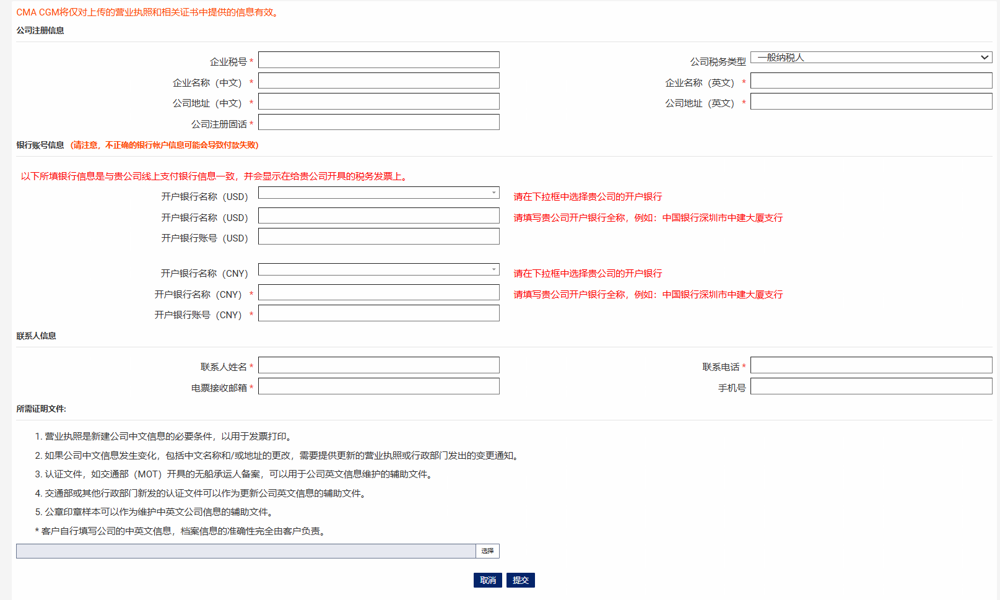 CMA CGM将仅对上传的营业执照和相关证书中提供的信息有效。
公司注册信息
企业税号 *
公司税务类型 一般纳税人
企业名称（中文） *
企业名称（英文） *
公司地址（中文） *
公司地址（英文） *
公司注册固话 *
银行账号信息 （请注意，不正确的银行帐户信息可能会导致付款失败）
以下所填银行信息是与贵公司线上支付银行信息一致，并会显示在给贵公司开具的税务发票上。
开户银行名称（USD） 请在下拉框中选择贵公司的开户银行
开户银行名称（USD） 请填写贵公司开户银行全称，例如：中国银行深圳市中建大厦支行
开户银行账号（USD）
开户银行名称（CNY） 请在下拉框中选择贵公司的开户银行
开户银行名称（CNY） * 请填写贵公司开户银行全称，例如：中国银行深圳市中建大厦支行
开户银行账号（CNY） *
联系人信息
联系人姓名 *
联系电话 *
电票接收邮箱 *
手机号
所需证明文件:
1. 营业执照是新建公司中文信息的必要条件，以用于发票打印。
2. 如果公司中文信息发生变化，包括中文名称和/或地址的更改，需要提供更新的营业执照或行政部门发出的变更通知。
3. 认证文件，如交通部（MOT）开具的无船承运人备案，可以用于公司英文信息维护的辅助文件。
4. 交通部或其他行政部门新发的认证文件可以作为更新公司英文信息的辅助文件。
5. 公章印章样本可以作为维护中英文公司信息的辅助文件。
* 客户自行填写公司的中英文信息，档案信息的准确性完全由客户负责。
选择
取消 提交